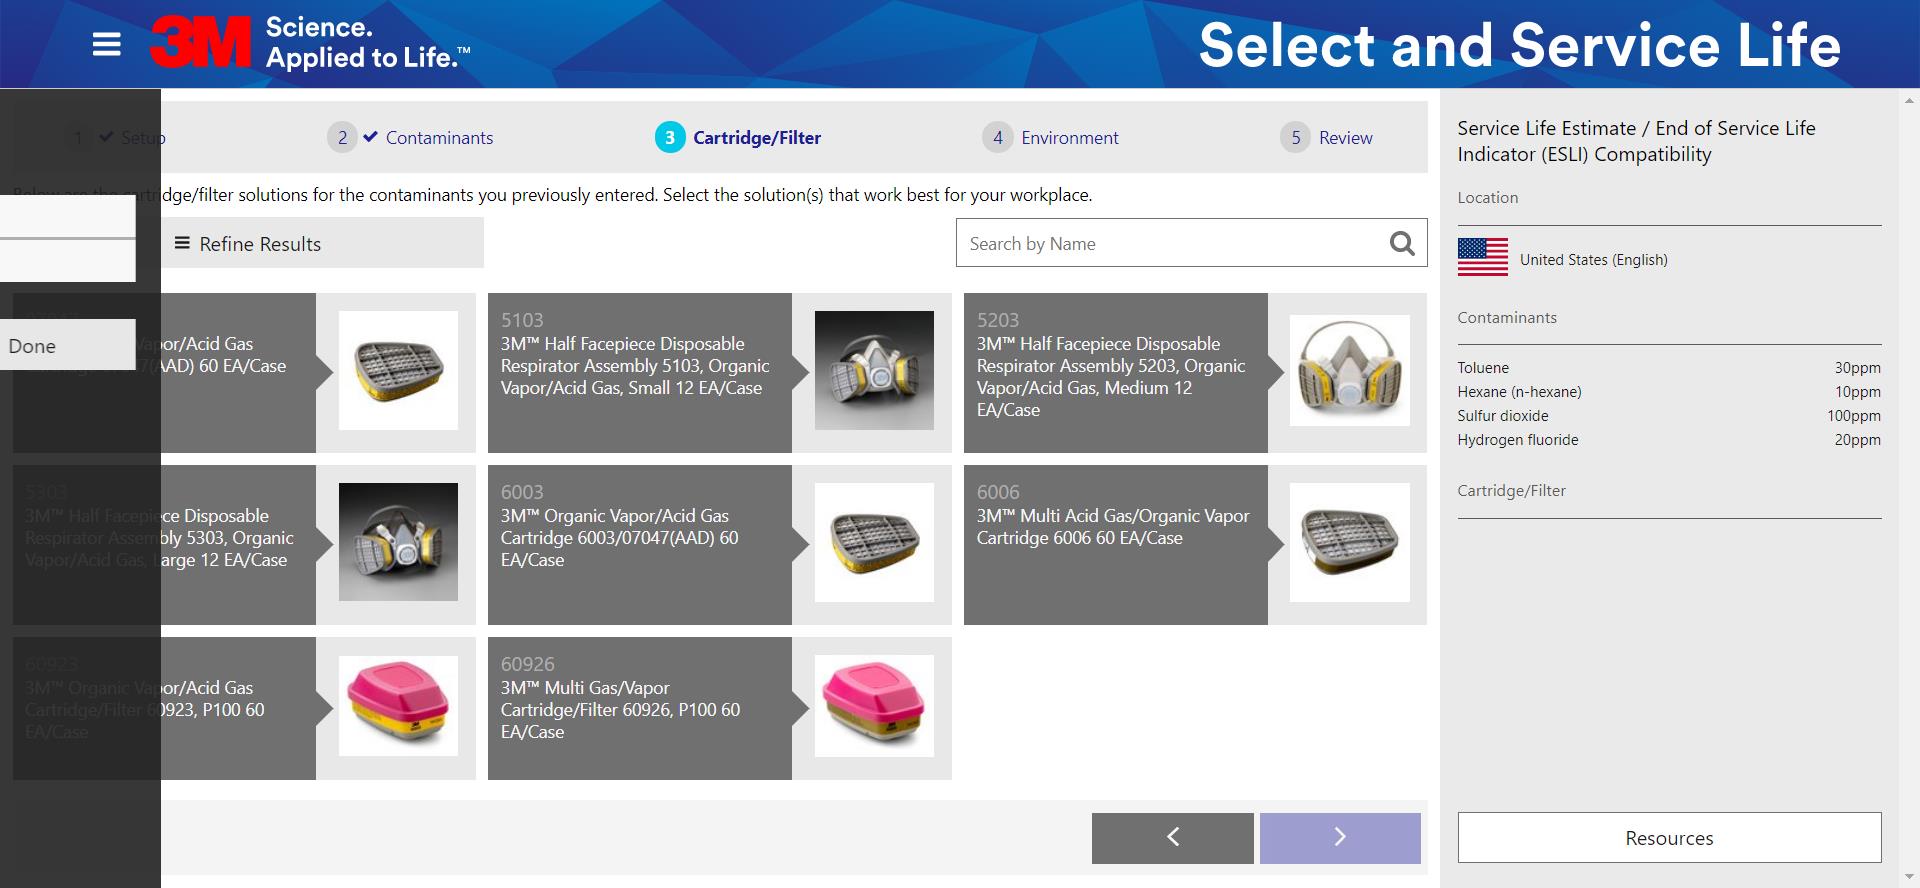 3M Science.
Applied to Life.™
Select and Service Life
1 Setup
2 Contaminants
3 Cartridge/Filter
4 Environment
5 Review
Below are the cartridge/filter solutions for the contaminants you previously entered. Select the solution(s) that work best for your workplace.
Refine Results
Search by Name
Done
Vapor/Acid Gas
(AAD) 60 EA/Case
5103
3M™ Half Facepiece Disposable
Respirator Assembly 5103, Organic
Vapor/Acid Gas, Small 12 EA/Case
5203
3M™ Half Facepiece Disposable
Respirator Assembly 5203, Organic
Vapor/Acid Gas, Medium 12
EA/Case
5303
3M™ Half Facepiece Disposable
Respirator Assembly 5303, Organic
Vapor/Acid Gas, Large 12 EA/Case
6003
3M™ Organic Vapor/Acid Gas
Cartridge 6003/07047(AAD) 60
EA/Case
6006
3M™ Multi Acid Gas/Organic Vapor
Cartridge 6006 60 EA/Case
60923
3M™ Organic Vapor/Acid Gas
Cartridge/Filter 60923, P100 60
EA/Case
60926
3M™ Multi Gas/Vapor
Cartridge/Filter 60926, P100 60
EA/Case
Service Life Estimate / End of Service Life
Indicator (ESLI) Compatibility
Location
United States (English)
Contaminants
Toluene 30ppm
Hexane (n-hexane) 10ppm
Sulfur dioxide 100ppm
Hydrogen fluoride 20ppm
Cartridge/Filter
Resources